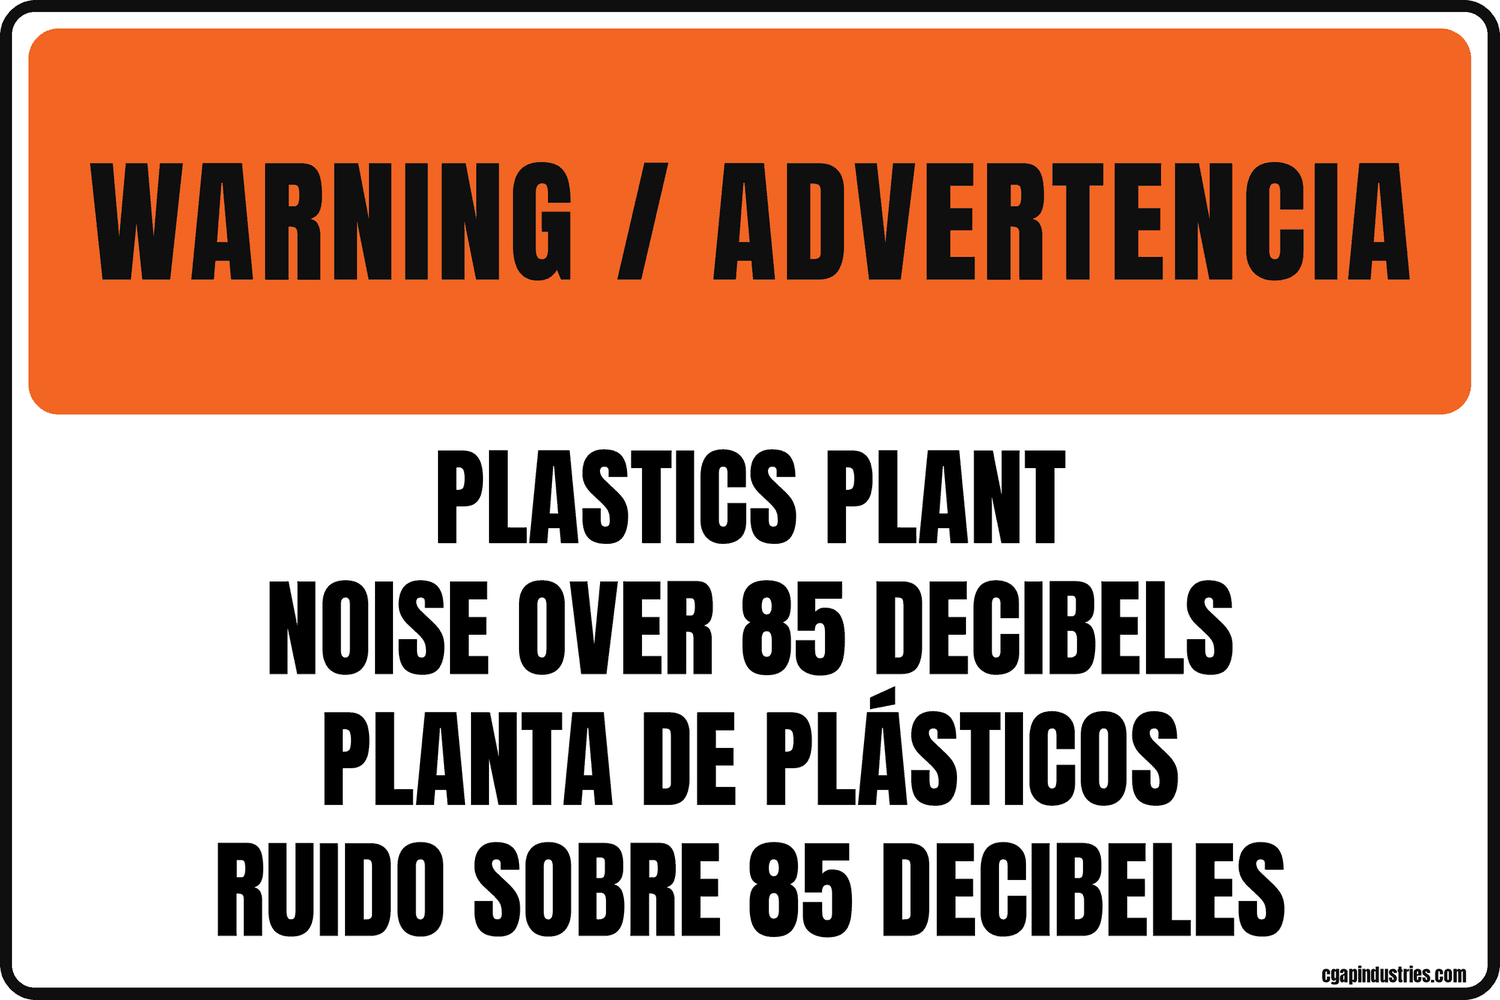 WARNING / ADVERTENCIA
PLASTICS PLANT
NOISE OVER 85 DECIBELS
PLANTA DE PLÁSTICOS
RUIDO SOBRE 85 DECIBELES
cgapindustries.com